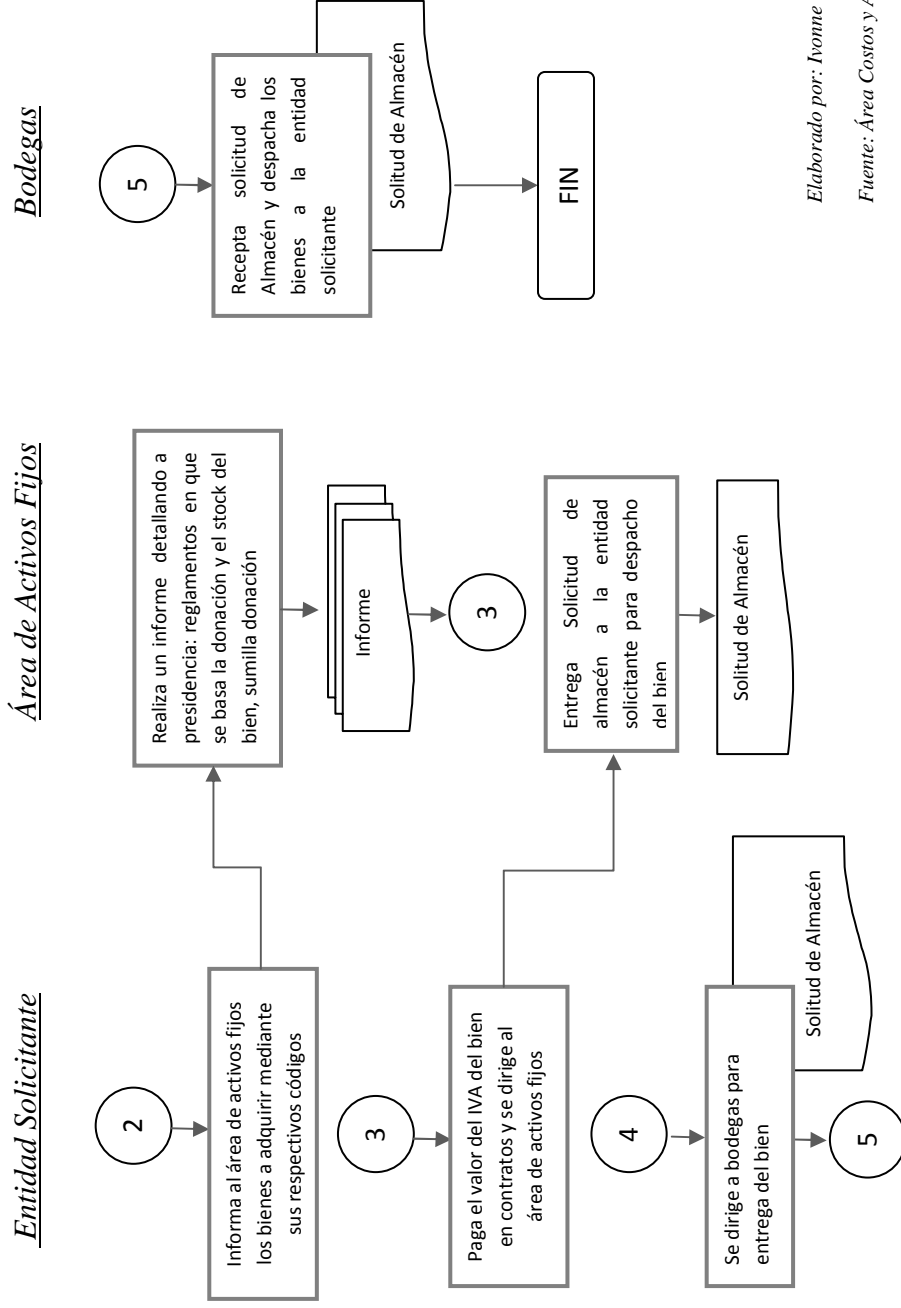 Entidad Solicitante
2
Informa al área de activos fijos
los bienes a adquirir mediante
sus respectivos códigos
3
Paga el valor del IVA del bien
en contratos y se dirige al
área de activos fijos
4
Se dirige a bodegas para
entrega del bien
Solitud de Almacén
5
Área de Activos Fijos
Realiza un informe detallando a
presidencia: reglamentos en que
se basa la donación y el stock del
bien, sumilla donación
Informe
3
Entrega Solicitud de
almacén a la entidad
solicitante para despacho
del bien
Solitud de Almacén
Bodegas
5
Recepta solicitud de
Almacén y despacha los
bienes a la entidad
solicitante
Solitud de Almacén
FIN
Elaborado por: Ivonne
Fuente: Área Costos y